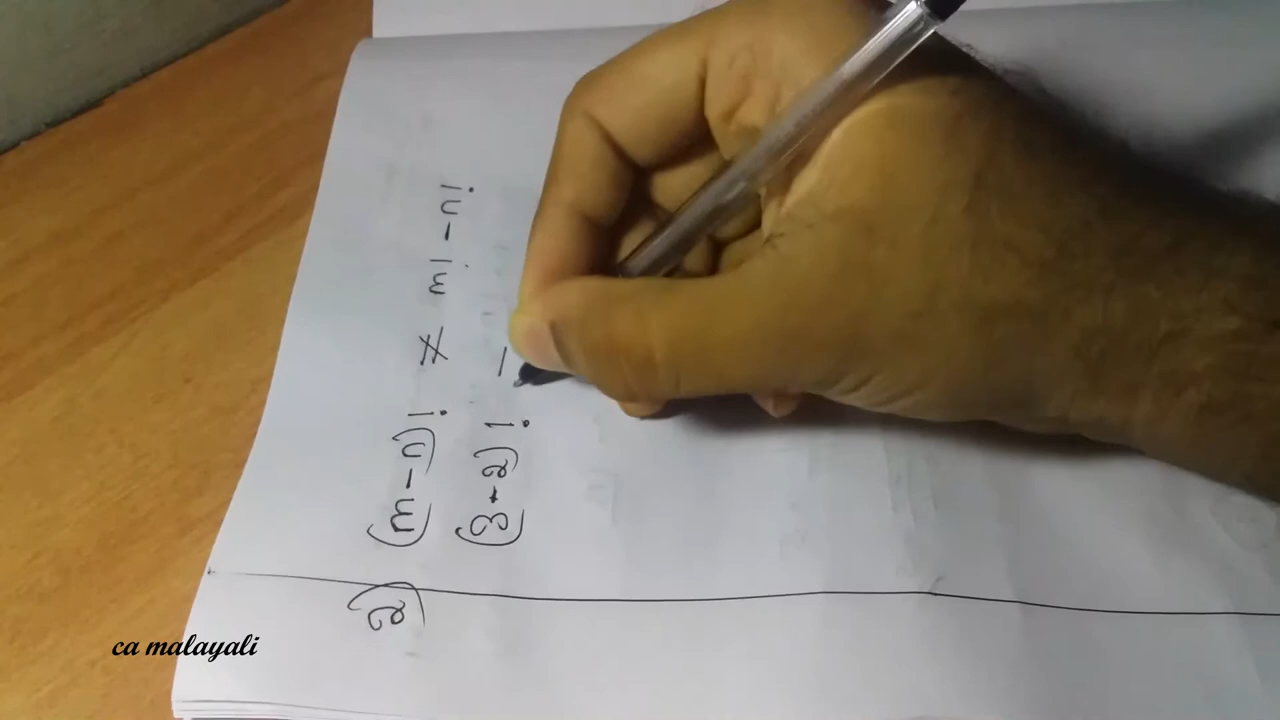 2) (m-n)! ≠ m! - n!
(3-2)! -
ca malayali